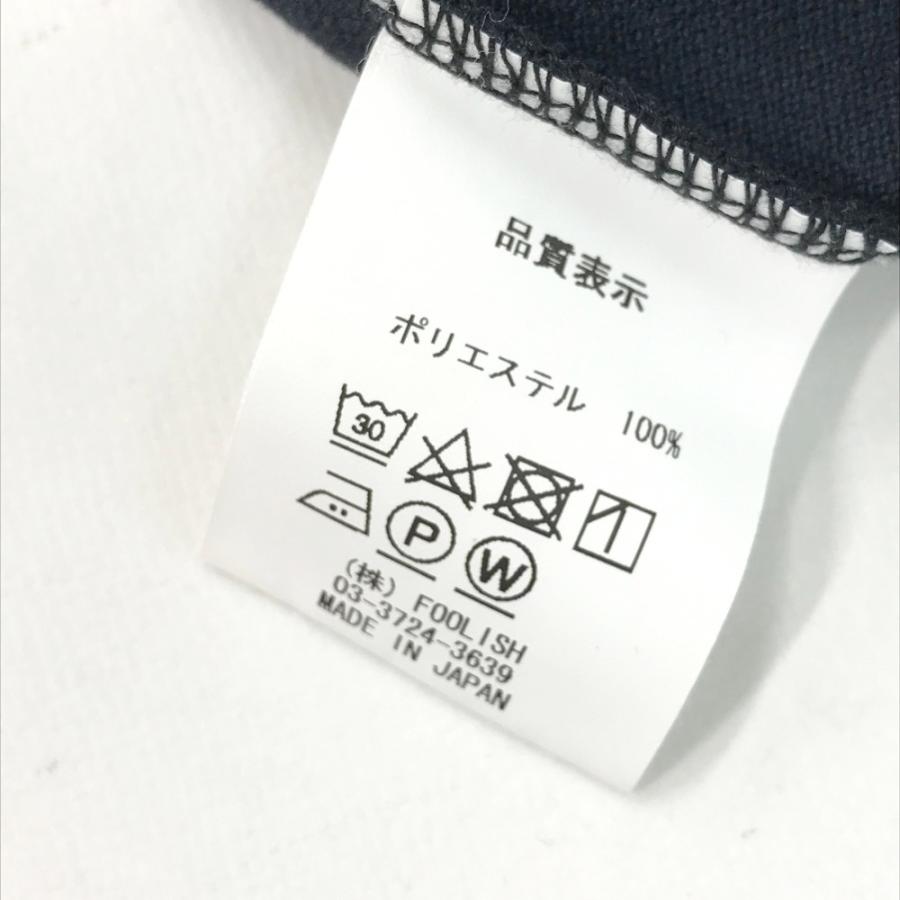 品質表示
ポリエステル 100%
30
P W
(株) FOOLISH
03-3724-3639
MADE IN JAPAN